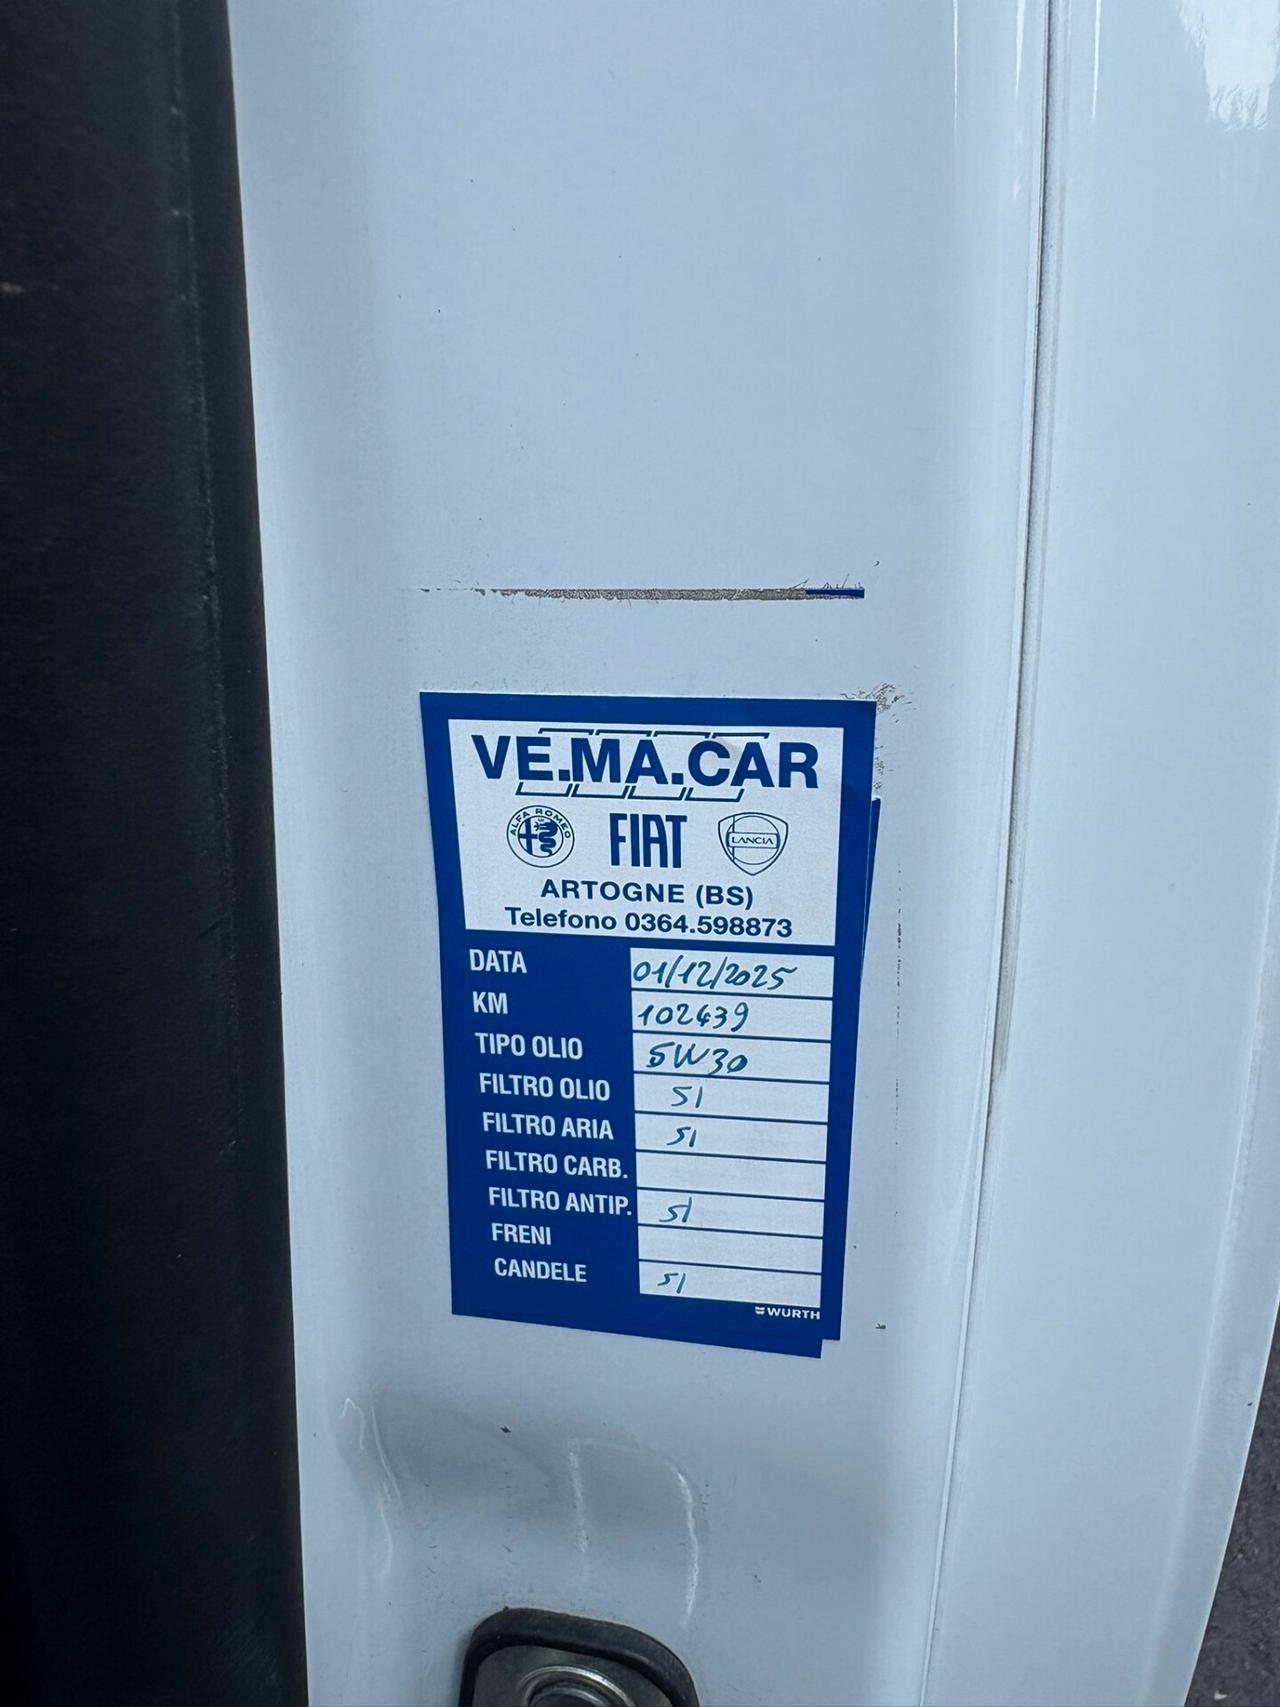 VE.MA.CAR
ALFA ROMEO FIAT LANCIA
ARTOGNE (BS)
Telefono 0364.598873
DATA 01/12/2025
KM 102439
TIPO OLIO 5W30
FILTRO OLIO SI
FILTRO ARIA SI
FILTRO CARB.
FILTRO ANTIP. SI
FRENI
CANDELE SI
WURTH